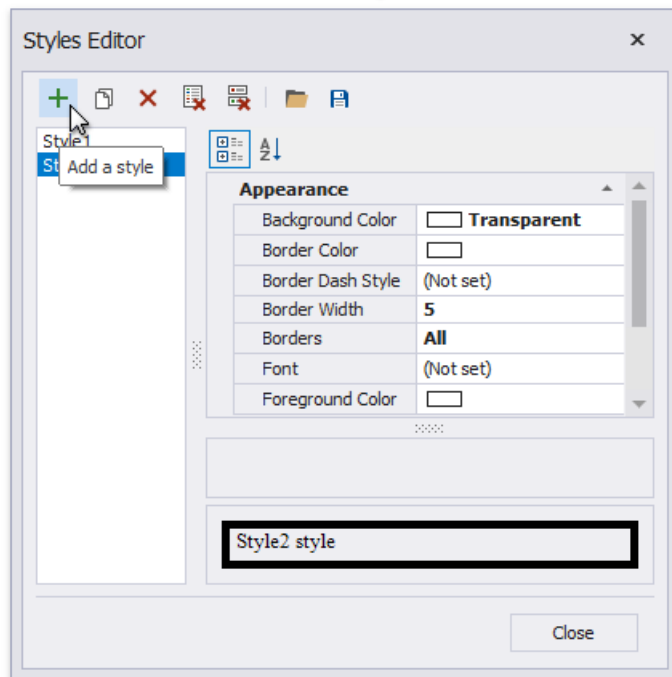 Styles Editor
Style1
St
Add a style
A
Z
Appearance
Background Color Transparent
Border Color
Border Dash Style (Not set)
Border Width 5
Borders All
Font (Not set)
Foreground Color
Style2 style
Close